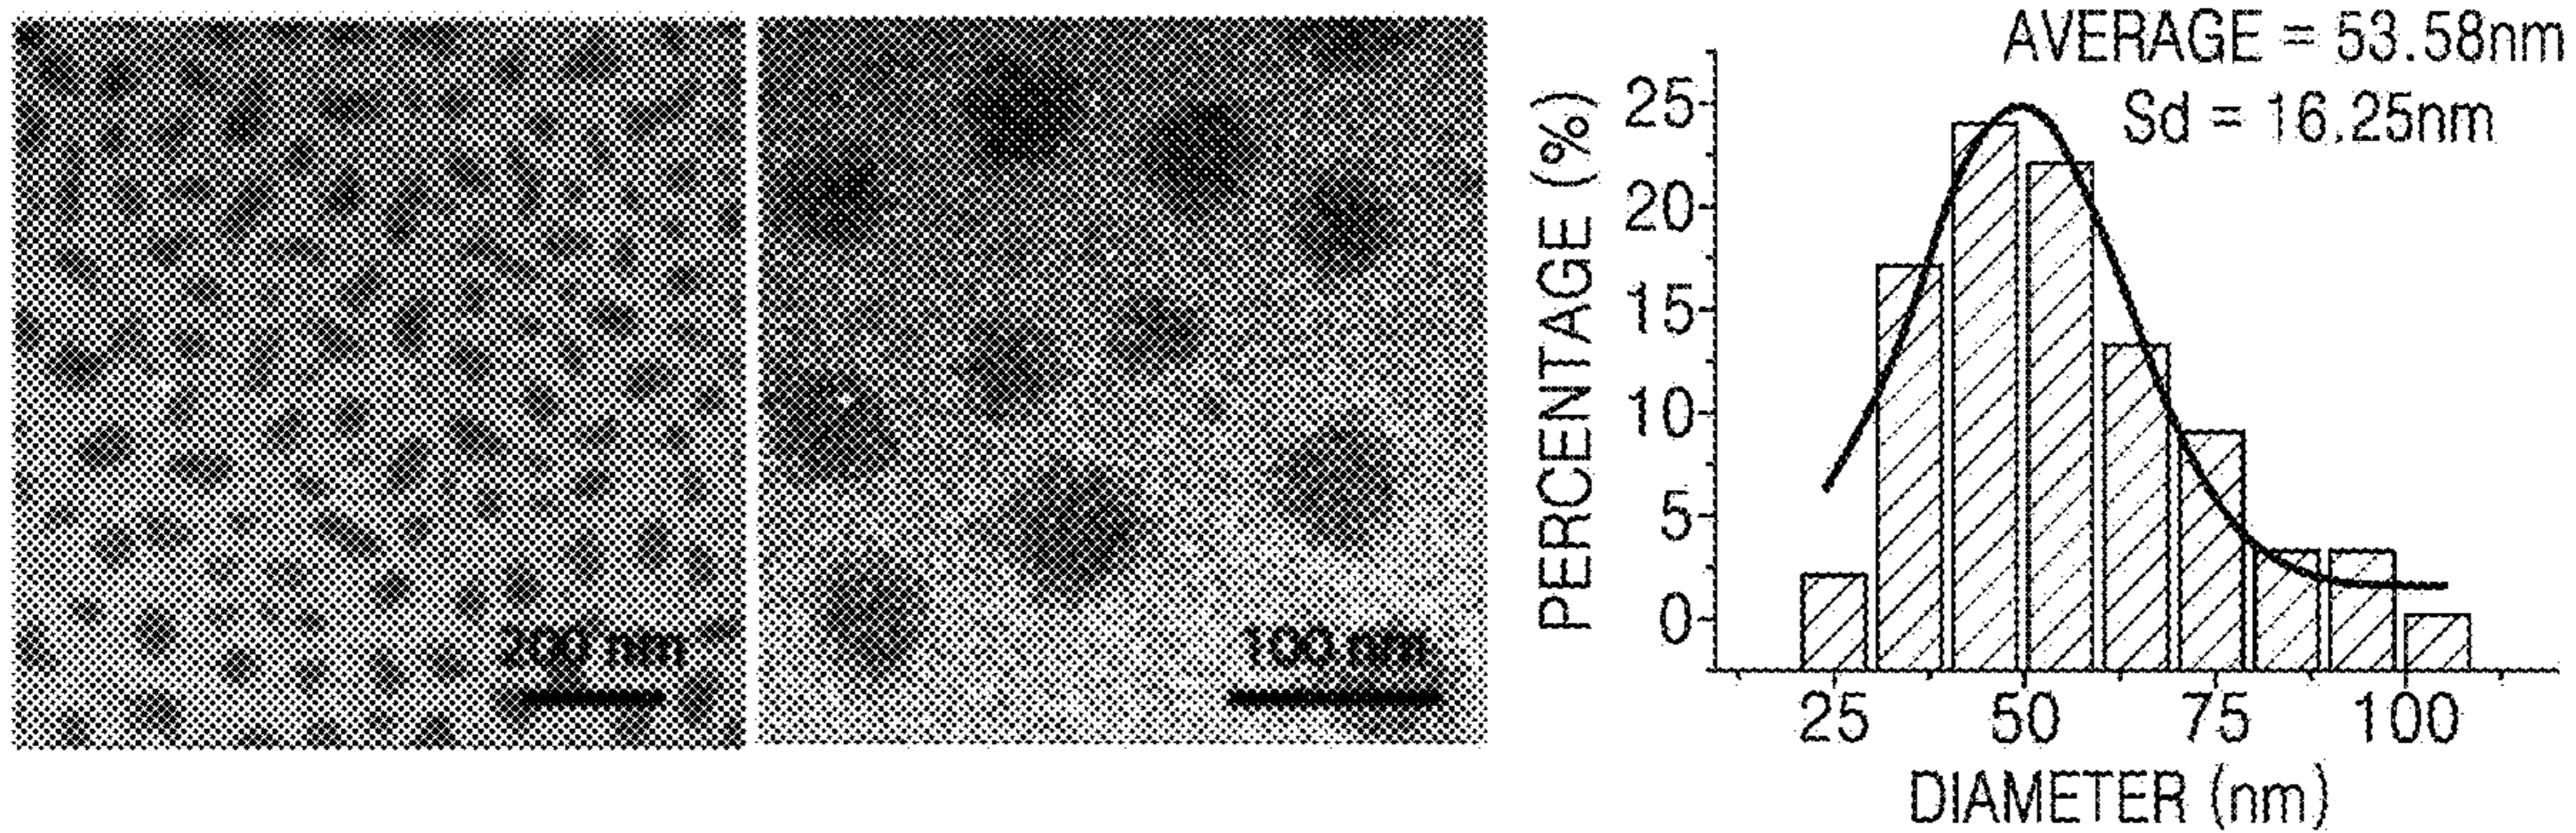 200 nm
100 nm
AVERAGE = 53.58nm
Sd = 16.25nm
PERCENTAGE (%)
25
20
15
10
5
0
25 50 75 100
DIAMETER (nm)